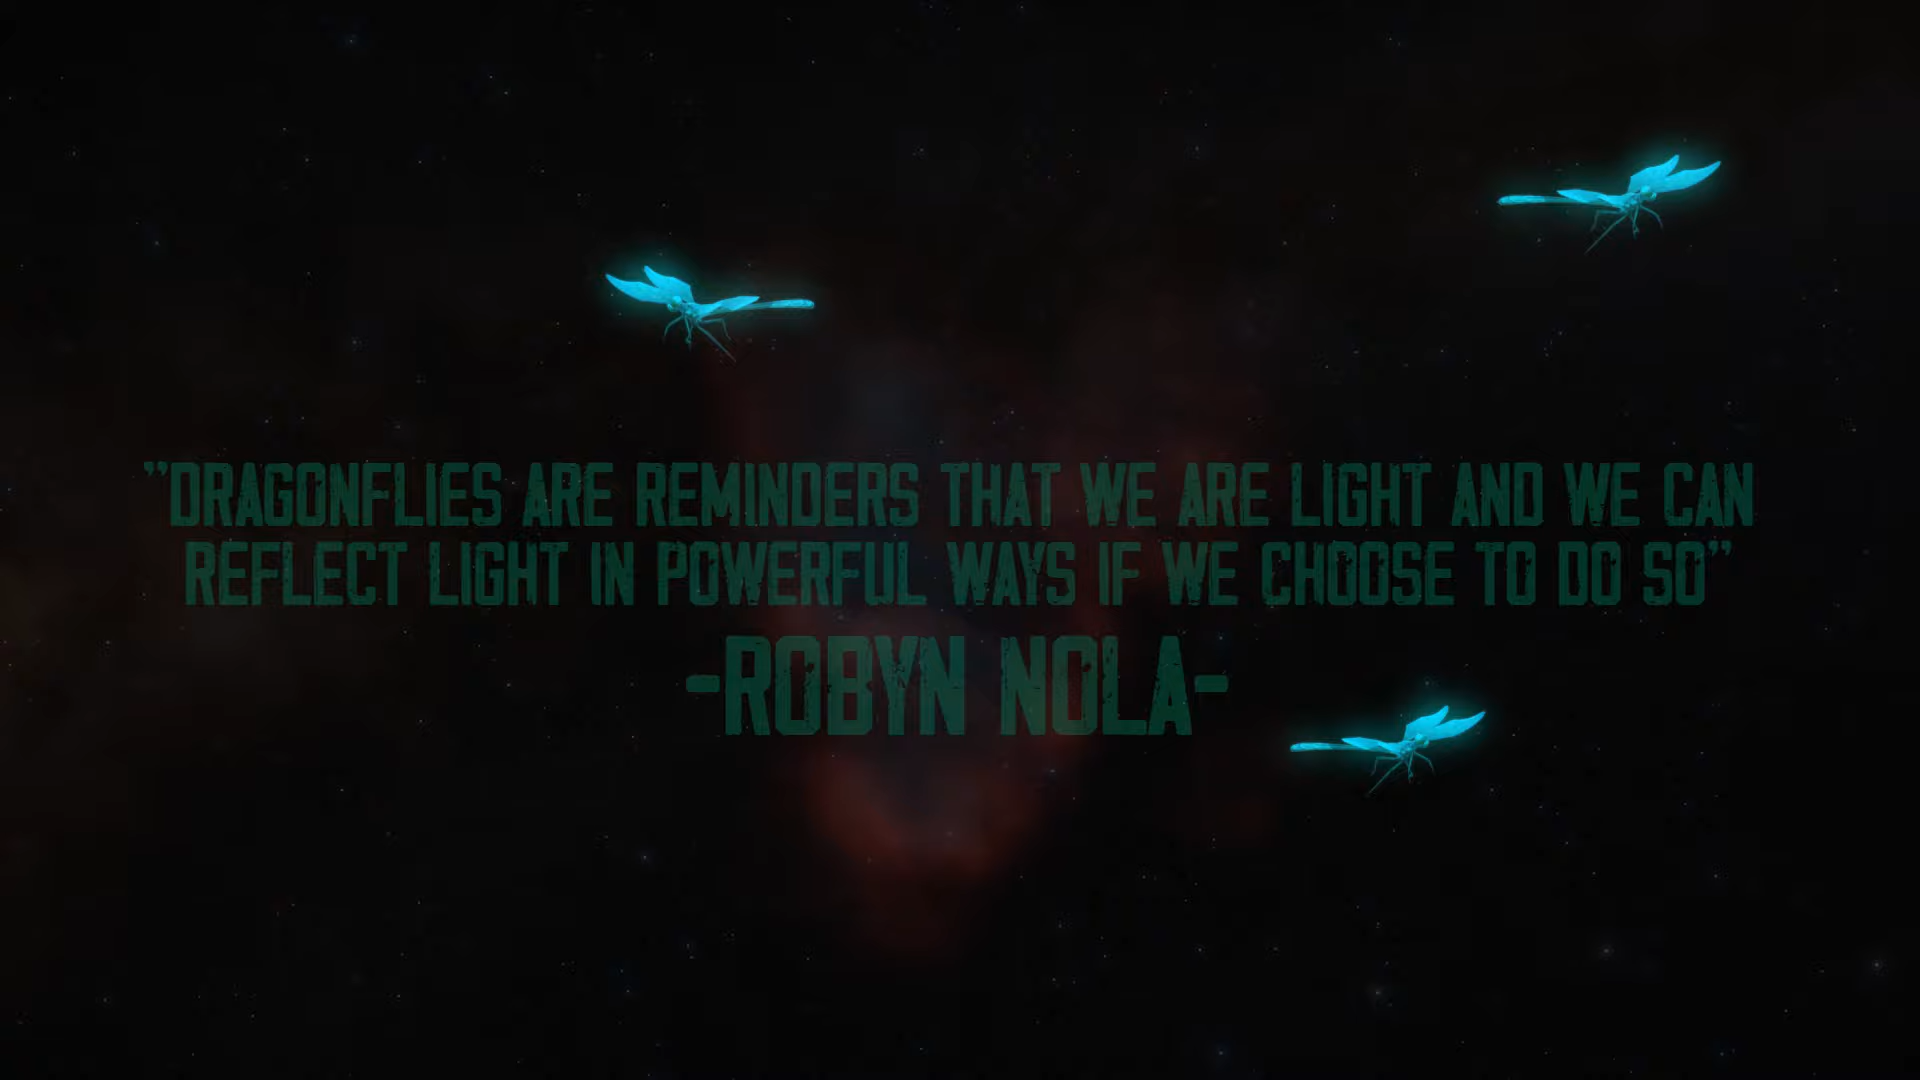 "DRAGONFLIES ARE REMINDERS THAT WE ARE LIGHT AND WE CAN
REFLECT LIGHT IN POWERFUL WAYS IF WE CHOOSE TO DO SO"
-ROBYN NOLA-